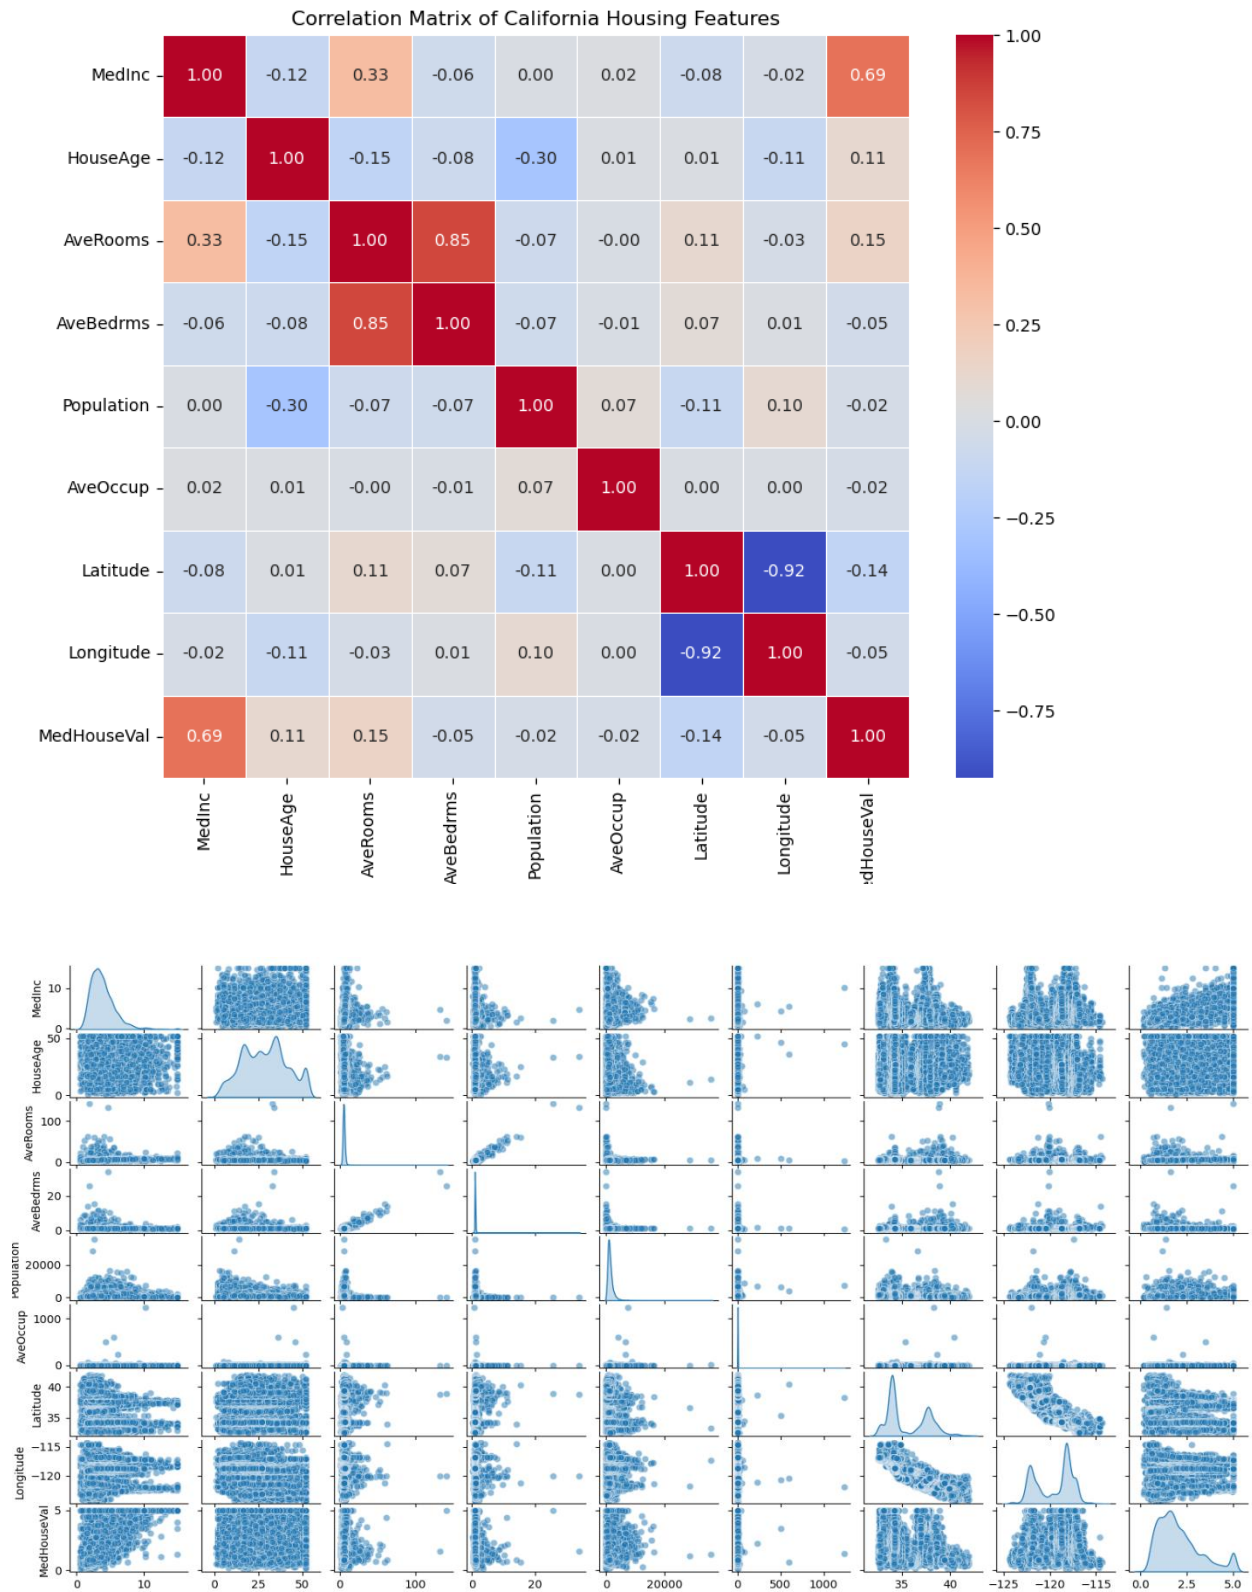 Correlation Matrix of California Housing Features
MedInc 1.00 -0.12 0.33 -0.06 0.00 0.02 -0.08 -0.02 0.69
HouseAge -0.12 1.00 -0.15 -0.08 -0.30 0.01 0.01 -0.11 0.11
AveRooms 0.33 -0.15 1.00 0.85 -0.07 -0.00 0.11 -0.03 0.15
AveBedrms -0.06 -0.08 0.85 1.00 -0.07 -0.01 0.07 0.01 -0.05
Population 0.00 -0.30 -0.07 -0.07 1.00 0.07 -0.11 0.10 -0.02
AveOccup 0.02 0.01 -0.00 -0.01 0.07 1.00 0.00 0.00 -0.02
Latitude -0.08 0.01 0.11 0.07 -0.11 0.00 1.00 -0.92 -0.14
Longitude -0.02 -0.11 -0.03 0.01 0.10 0.00 -0.92 1.00 -0.05
MedHouseVal 0.69 0.11 0.15 -0.05 -0.02 -0.02 -0.14 -0.05 1.00
MedInc HouseAge AveRooms AveBedrms Population AveOccup Latitude Longitude edHouseVal
1.00
0.75
0.50
0.25
0.00
−0.25
−0.50
−0.75
MedInc
10
0
HouseAge
50
0
AveRooms
100
0
AveBedrms
20
0
Population
20000
0
AveOccup
1000
0
Latitude
40
35
Longitude
−115
−120
MedHouseVal
5
0
0 10 0 25 50 0 100 0 20 0 20000 0 1000 35 40 −125 −120 −115 0.0 2.5 5.0